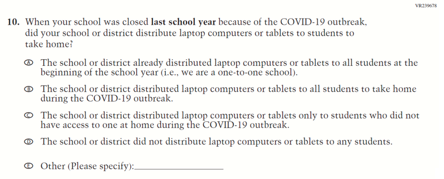 VR239678
10. When your school was closed last school year because of the COVID-19 outbreak,
did your school or district distribute laptop computers or tablets to students to
take home?
A The school or district already distributed laptop computers or tablets to all students at the
beginning of the school year (i.e., we are a one-to-one school).
B The school or district distributed laptop computers or tablets to all students to take home
during the COVID-19 outbreak.
C The school or district distributed laptop computers or tablets only to students who did not
have access to one at home during the COVID-19 outbreak.
D The school or district did not distribute laptop computers or tablets to any students.
E Other (Please specify):____________________